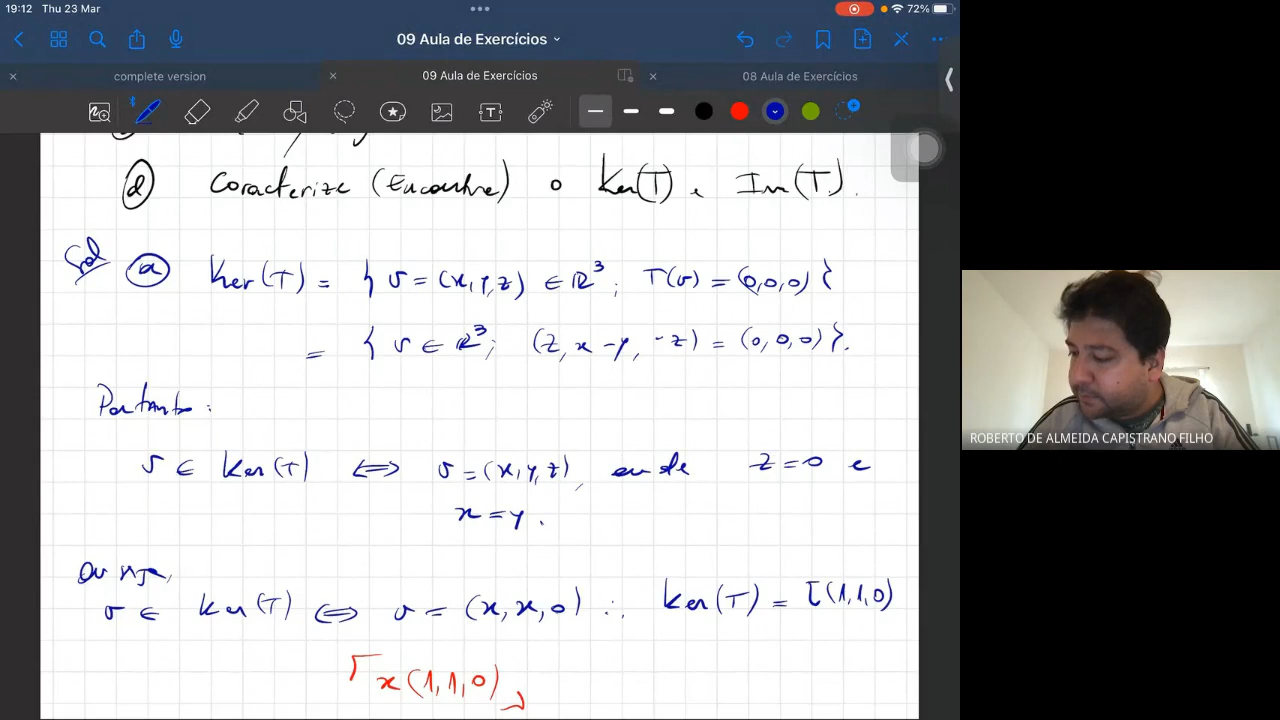 19:12 Thu 23 Mar
72%
09 Aula de Exercícios
complete version
09 Aula de Exercícios
08 Aula de Exercícios
d Caracterize (Encontre) o Ker(T) e Im(T).
Sol a Ker(T) = { v = (x, y, z) ∈ ℝ³; T(v) = (0,0,0) }
= { v ∈ ℝ³; (z, x - y, -z) = (0,0,0) }.
Portanto:
v ∈ Ker(T) ⟺ v = (x, y, z), onde z = 0 e
x = y.
Ou seja,
v ∈ Ker(T) ⟺ v = (x, x, 0) ∴ Ker(T) = [(1,1,0)
x(1,1,0)
ROBERTO DE ALMEIDA CAPISTRANO FILHO